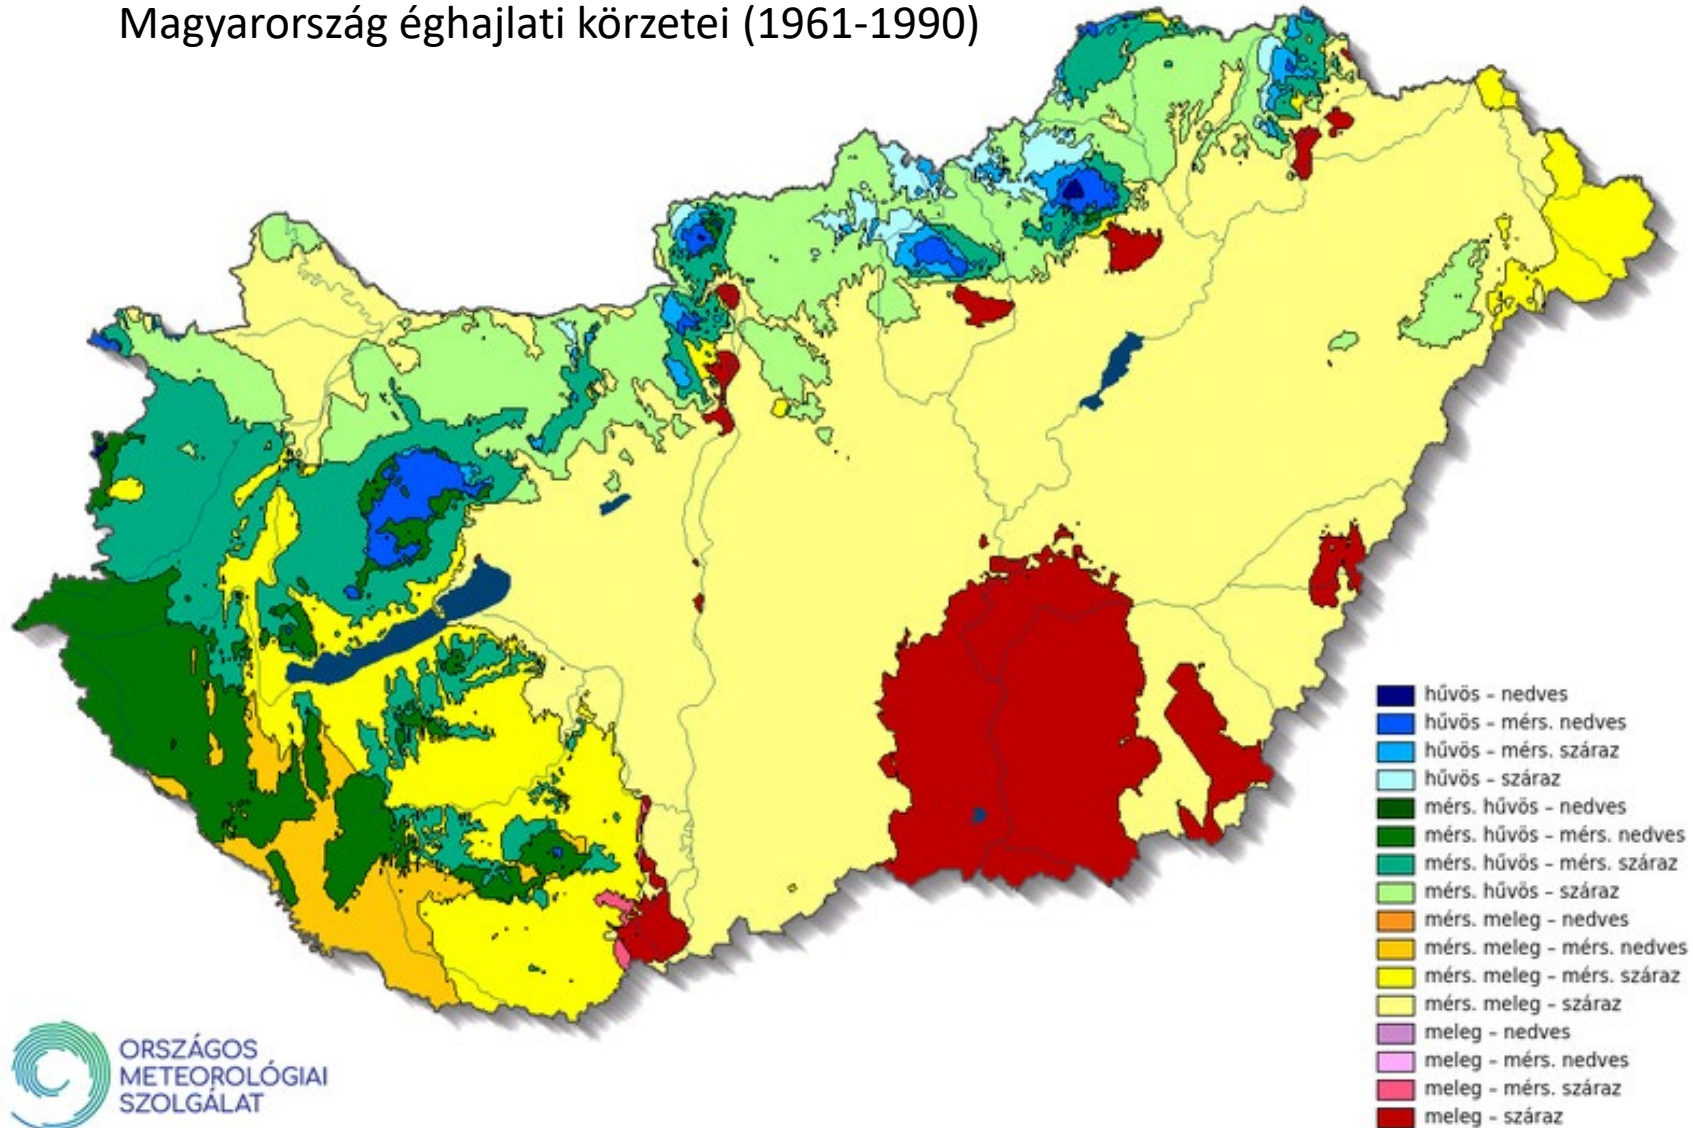 Magyarország éghajlati körzetei (1961-1990)
hűvös – nedves
hűvös – mérs. nedves
hűvös – mérs. száraz
hűvös – száraz
mérs. hűvös – nedves
mérs. hűvös – mérs. nedves
mérs. hűvös – mérs. száraz
mérs. hűvös – száraz
mérs. meleg – nedves
mérs. meleg – mérs. nedves
mérs. meleg – mérs. száraz
mérs. meleg – száraz
meleg – nedves
meleg – mérs. nedves
meleg – mérs. száraz
meleg – száraz
ORSZÁGOS
METEOROLÓGIAI
SZOLGÁLAT